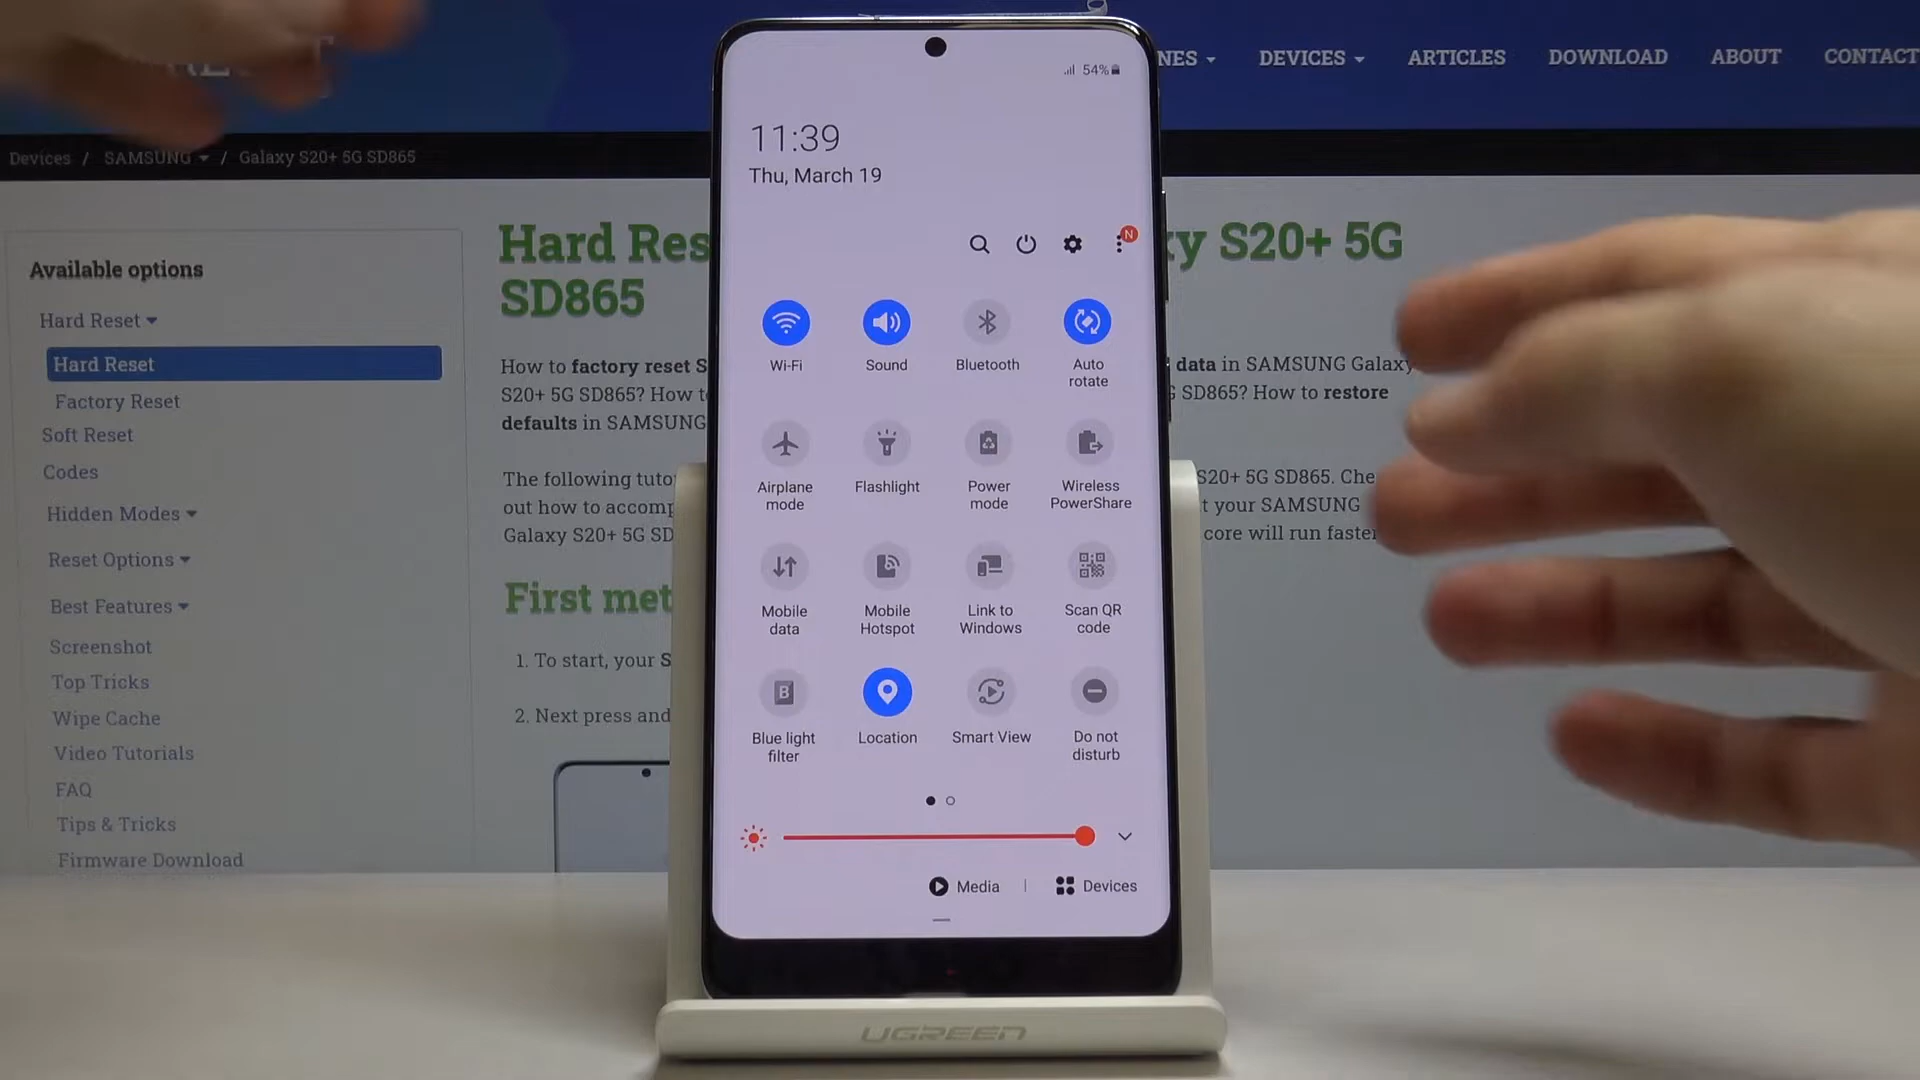 NES
DEVICES
ARTICLES
DOWNLOAD
ABOUT
CONTACT
Devices / SAMSUNG / Galaxy S20+ 5G SD865
Available options
Hard Reset
Hard Reset
Factory Reset
Soft Reset
Codes
Hidden Modes
Reset Options
Best Features
Screenshot
Top Tricks
Wipe Cache
Video Tutorials
FAQ
Tips & Tricks
Firmware Download
Hard Res
xy S20+ 5G
SD865
How to factory reset S
data in SAMSUNG Galaxy
S20+ 5G SD865? How t
SD865? How to restore
defaults in SAMSUNG
The following tuto
S20+ 5G SD865. Che
out how to accomp
t your SAMSUNG
Galaxy S20+ 5G SD
core will run faster
First met
1. To start, your S
2. Next press and
54%
11:39
Thu, March 19
N
Wi-Fi
Sound
Bluetooth
Auto
rotate
Airplane
mode
Flashlight
Power
mode
Wireless
PowerShare
Mobile
data
Mobile
Hotspot
Link to
Windows
Scan QR
code
B
Blue light
filter
Location
Smart View
Do not
disturb
Media
Devices
UGREEN